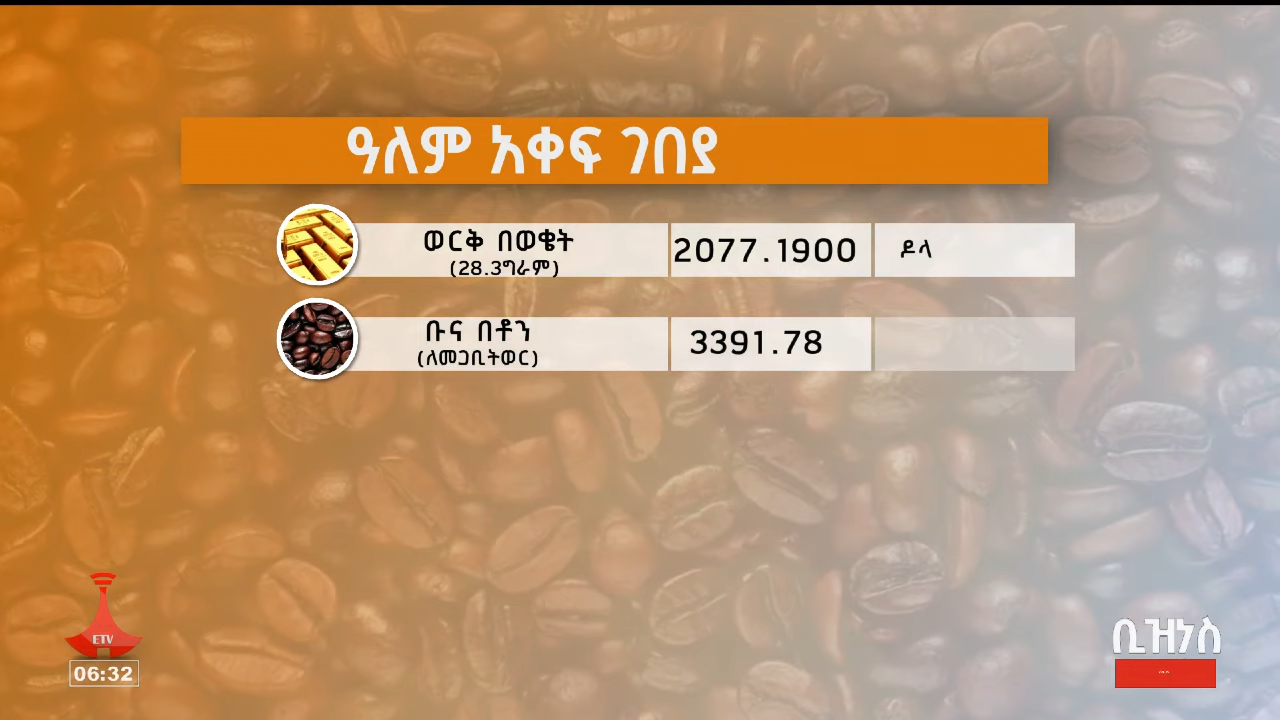 ዓለም አቀፍ ገበያ
ወርቅ በወቄት
(28.3ግራም)
2077.1900
ዶላ
ቡና በቶን
(ለመጋቢትወር)
3391.78
ETV
06:32
ቢዝነስ